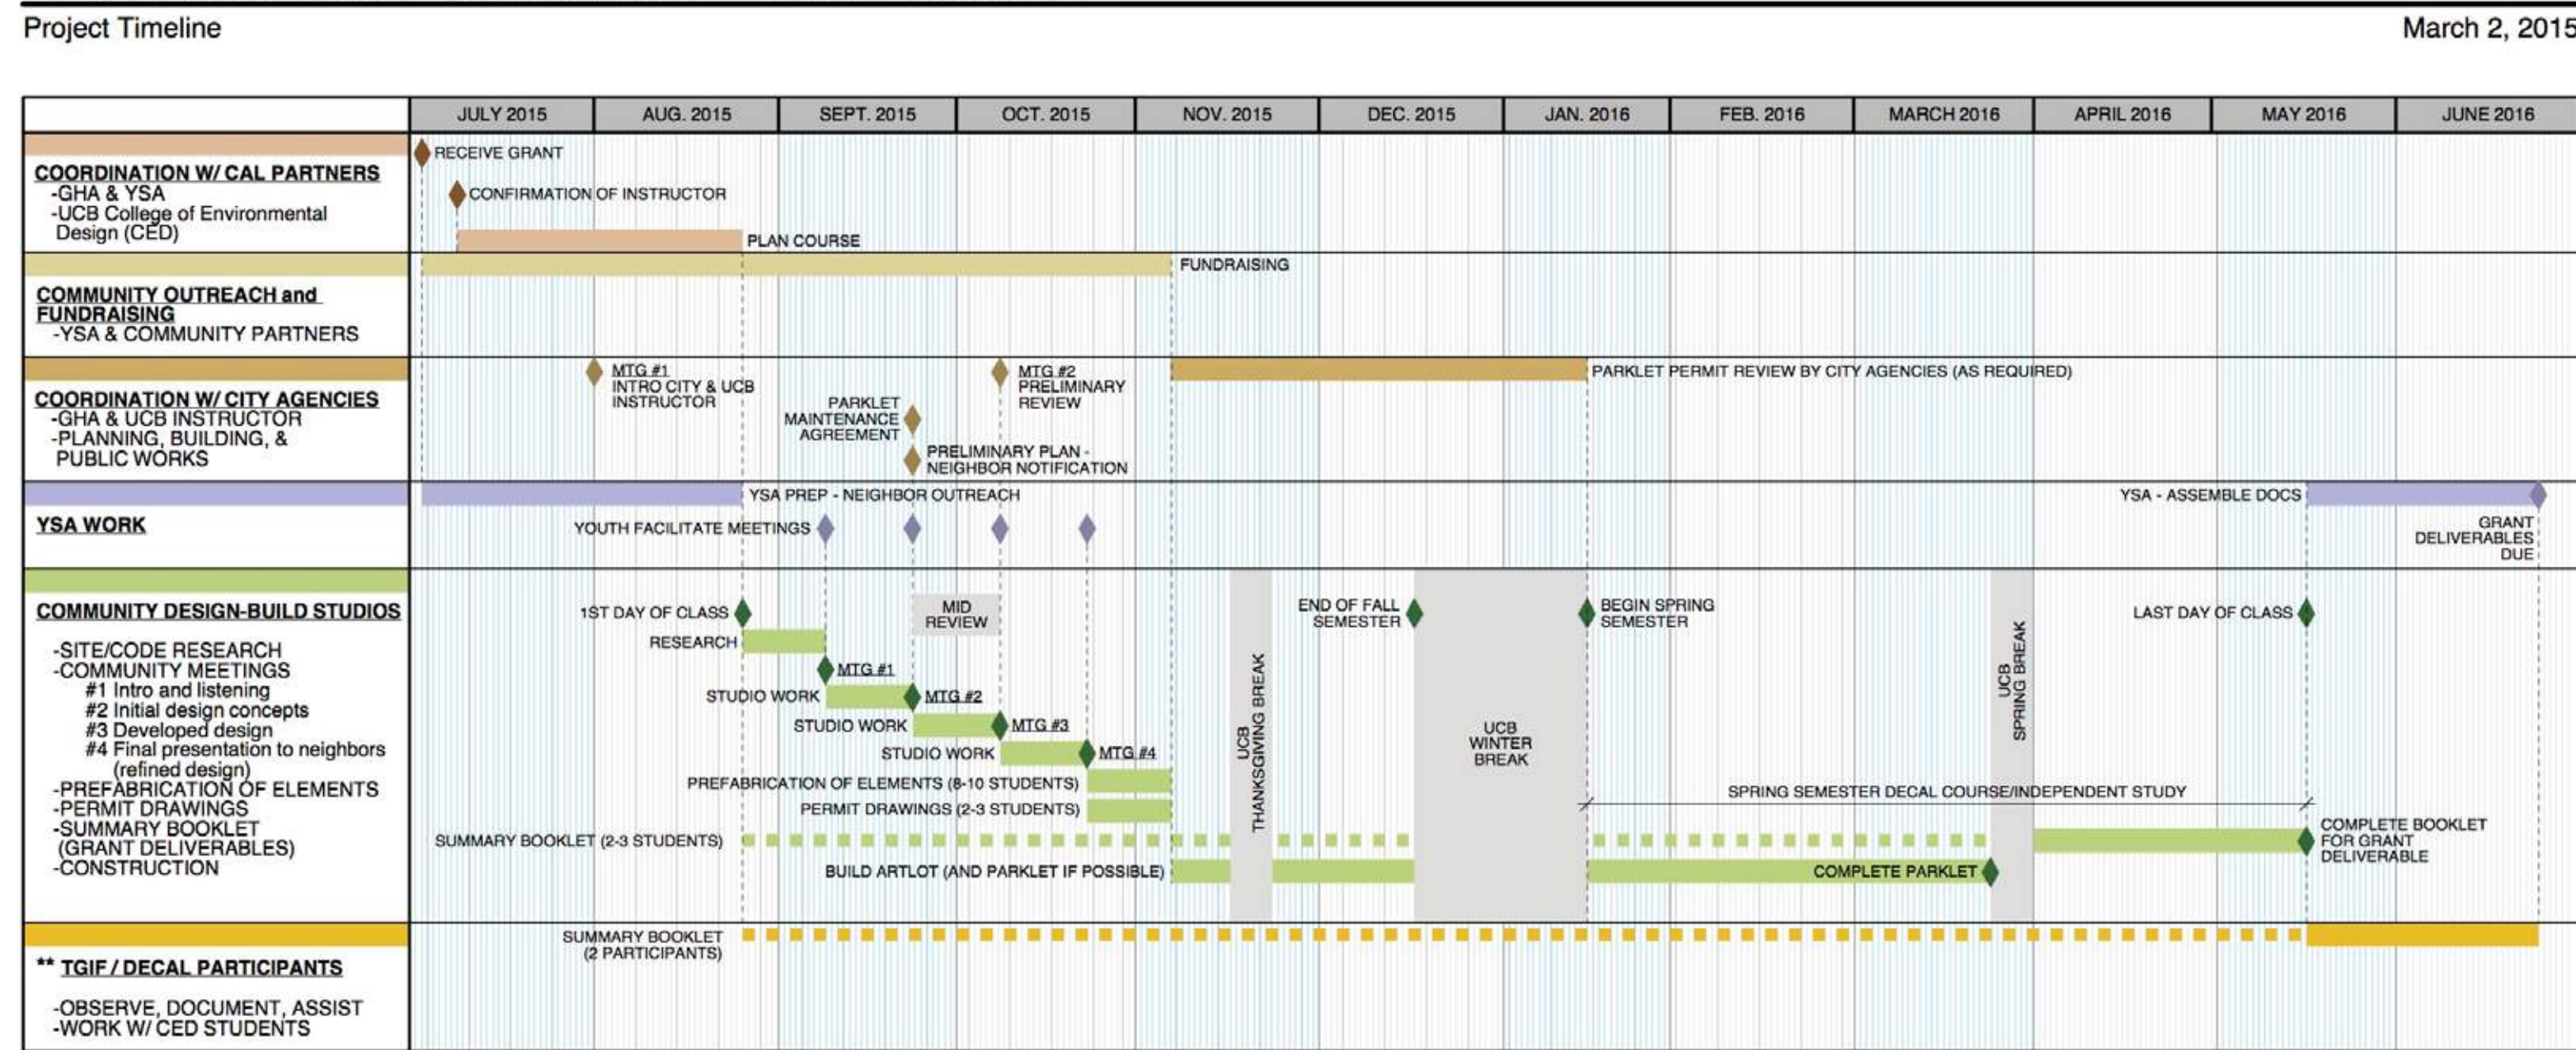 Project Timeline
March 2, 2015
JULY 2015
AUG. 2015
SEPT. 2015
OCT. 2015
NOV. 2015
DEC. 2015
JAN. 2016
FEB. 2016
MARCH 2016
APRIL 2016
MAY 2016
JUNE 2016
COORDINATION W/ CAL PARTNERS
-GHA & YSA
-UCB College of Environmental
Design (CED)
RECEIVE GRANT
CONFIRMATION OF INSTRUCTOR
PLAN COURSE
COMMUNITY OUTREACH and
FUNDRAISING
-YSA & COMMUNITY PARTNERS
FUNDRAISING
COORDINATION W/ CITY AGENCIES
-GHA & UCB INSTRUCTOR
-PLANNING, BUILDING, &
PUBLIC WORKS
MTG #1
INTRO CITY & UCB
INSTRUCTOR
PARKLET
MAINTENANCE
AGREEMENT
MTG #2
PRELIMINARY
REVIEW
PRELIMINARY PLAN -
NEIGHBOR NOTIFICATION
PARKLET PERMIT REVIEW BY CITY AGENCIES (AS REQUIRED)
YSA WORK
YSA PREP - NEIGHBOR OUTREACH
YOUTH FACILITATE MEETINGS
YSA - ASSEMBLE DOCS
GRANT
DELIVERABLES
DUE
COMMUNITY DESIGN-BUILD STUDIOS
-SITE/CODE RESEARCH
-COMMUNITY MEETINGS
#1 Intro and listening
#2 Initial design concepts
#3 Developed design
#4 Final presentation to neighbors
(refined design)
-PREFABRICATION OF ELEMENTS
-PERMIT DRAWINGS
-SUMMARY BOOKLET
(GRANT DELIVERABLES)
-CONSTRUCTION
1ST DAY OF CLASS
MID
REVIEW
END OF FALL
SEMESTER
BEGIN SPRING
SEMESTER
LAST DAY OF CLASS
RESEARCH
MTG #1
STUDIO WORK
MTG #2
STUDIO WORK
MTG #3
STUDIO WORK
MTG #4
PREFABRICATION OF ELEMENTS (8-10 STUDENTS)
PERMIT DRAWINGS (2-3 STUDENTS)
SUMMARY BOOKLET (2-3 STUDENTS)
BUILD ARTLOT (AND PARKLET IF POSSIBLE)
UCB
THANKSGIVING BREAK
UCB
WINTER
BREAK
UCB
SPRING BREAK
SPRING SEMESTER DECAL COURSE/INDEPENDENT STUDY
COMPLETE PARKLET
COMPLETE BOOKLET
FOR GRANT
DELIVERABLE
** TGIF / DECAL PARTICIPANTS
-OBSERVE, DOCUMENT, ASSIST
-WORK W/ CED STUDENTS
SUMMARY BOOKLET
(2 PARTICIPANTS)